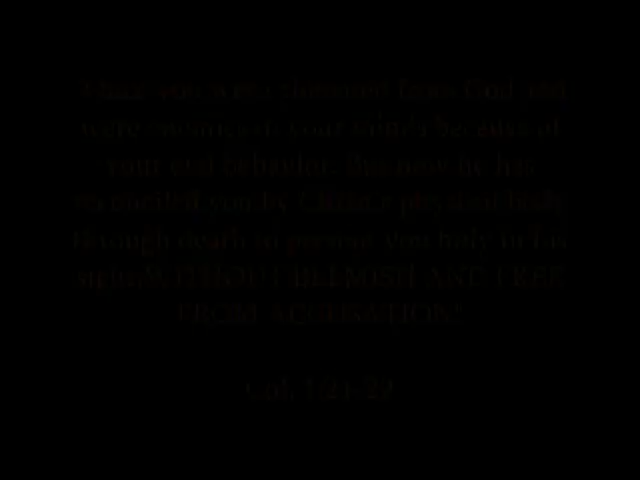 "Once you were alienated from God and
were enemies in your minds because of
your evil behavior. But now he has
reconciled you by Christ's physical body
through death to present you holy in His
sight, WITHOUT BLEMISH AND FREE
FROM ACCUSATION."
Col. 1:21-22